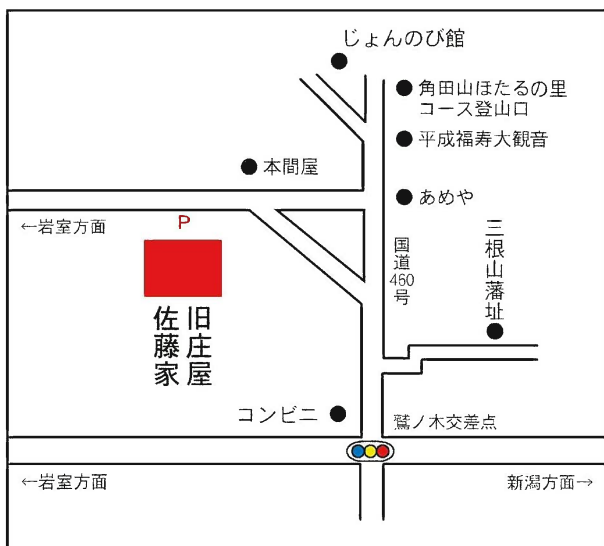 じょんのび館
角田山ほたるの里
コース登山口
平成福寿大観音
本間屋
あめや
←岩室方面
P
国道460号
三根山藩址
旧庄屋
佐藤家
コンビニ
鷲ノ木交差点
←岩室方面
新潟方面→